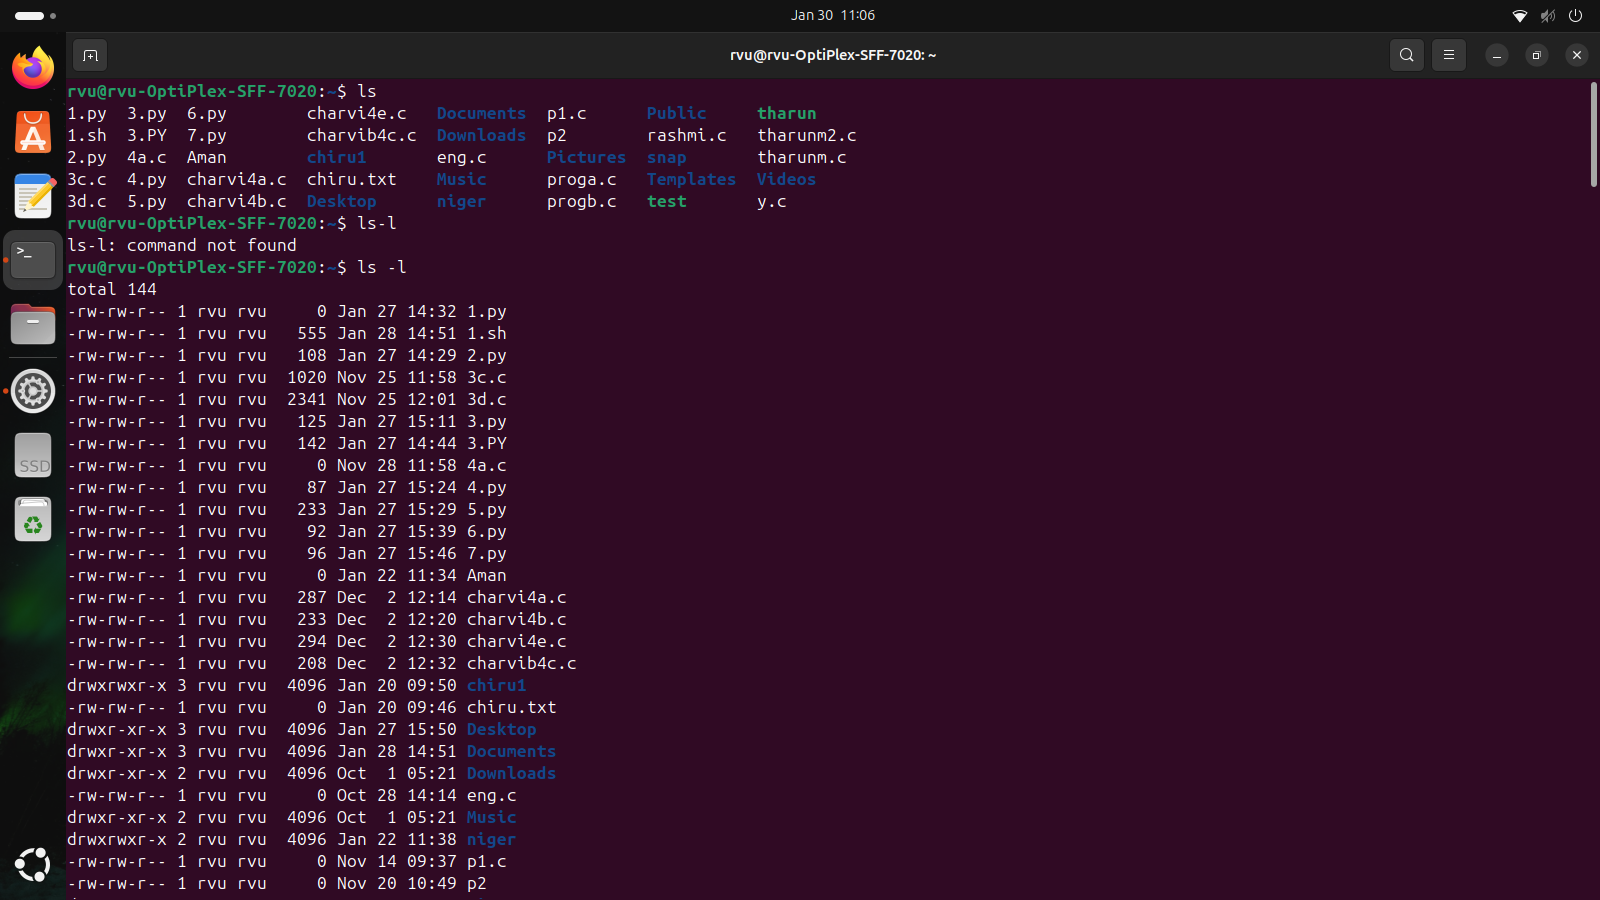 Jan 30 11:06
rvu@rvu-OptiPlex-SFF-7020: ~
rvu@rvu-OptiPlex-SFF-7020:~$ ls
1.py  3.py  6.py        charvi4e.c   Documents  p1.c      Public     tharun
1.sh  3.PY  7.py        charvib4c.c  Downloads  p2        rashmi.c   tharunm2.c
2.py  4a.c  Aman        chiru1       eng.c      Pictures  snap       tharunm.c
3c.c  4.py  charvi4a.c  chiru.txt    Music      proga.c   Templates  Videos
3d.c  5.py  charvi4b.c  Desktop      niger      progb.c   test       y.c
rvu@rvu-OptiPlex-SFF-7020:~$ ls-l
ls-l: command not found
rvu@rvu-OptiPlex-SFF-7020:~$ ls -l
total 144
-rw-rw-r-- 1 rvu rvu     0 Jan 27 14:32 1.py
-rw-rw-r-- 1 rvu rvu   555 Jan 28 14:51 1.sh
-rw-rw-r-- 1 rvu rvu   108 Jan 27 14:29 2.py
-rw-rw-r-- 1 rvu rvu  1020 Nov 25 11:58 3c.c
-rw-rw-r-- 1 rvu rvu  2341 Nov 25 12:01 3d.c
-rw-rw-r-- 1 rvu rvu   125 Jan 27 15:11 3.py
-rw-rw-r-- 1 rvu rvu   142 Jan 27 14:44 3.PY
-rw-rw-r-- 1 rvu rvu     0 Nov 28 11:58 4a.c
-rw-rw-r-- 1 rvu rvu    87 Jan 27 15:24 4.py
-rw-rw-r-- 1 rvu rvu   233 Jan 27 15:29 5.py
-rw-rw-r-- 1 rvu rvu    92 Jan 27 15:39 6.py
-rw-rw-r-- 1 rvu rvu    96 Jan 27 15:46 7.py
-rw-rw-r-- 1 rvu rvu     0 Jan 22 11:34 Aman
-rw-rw-r-- 1 rvu rvu   287 Dec  2 12:14 charvi4a.c
-rw-rw-r-- 1 rvu rvu   233 Dec  2 12:20 charvi4b.c
-rw-rw-r-- 1 rvu rvu   294 Dec  2 12:30 charvi4e.c
-rw-rw-r-- 1 rvu rvu   208 Dec  2 12:32 charvib4c.c
drwxrwxr-x 3 rvu rvu  4096 Jan 20 09:50 chiru1
-rw-rw-r-- 1 rvu rvu     0 Jan 20 09:46 chiru.txt
drwxr-xr-x 3 rvu rvu  4096 Jan 27 15:50 Desktop
drwxr-xr-x 3 rvu rvu  4096 Jan 28 14:51 Documents
drwxr-xr-x 2 rvu rvu  4096 Oct  1 05:21 Downloads
-rw-rw-r-- 1 rvu rvu     0 Oct 28 14:14 eng.c
drwxr-xr-x 2 rvu rvu  4096 Oct  1 05:21 Music
drwxrwxr-x 2 rvu rvu  4096 Jan 22 11:38 niger
-rw-rw-r-- 1 rvu rvu     0 Nov 14 09:37 p1.c
-rw-rw-r-- 1 rvu rvu     0 Nov 20 10:49 p2
SSD